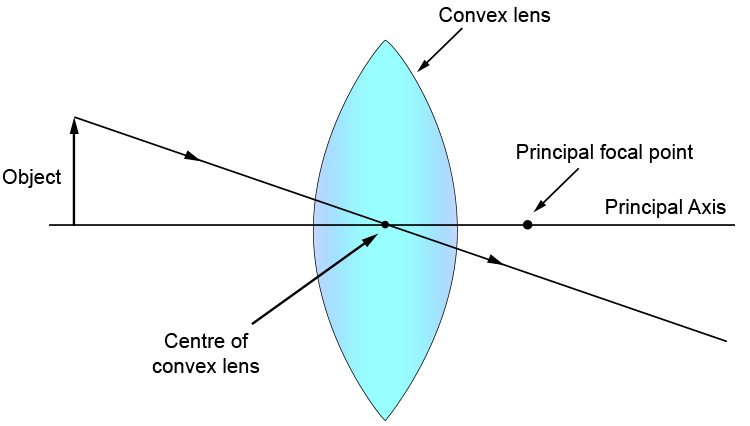 Convex lens
Principal focal point
Object
Principal Axis
Centre of
convex lens